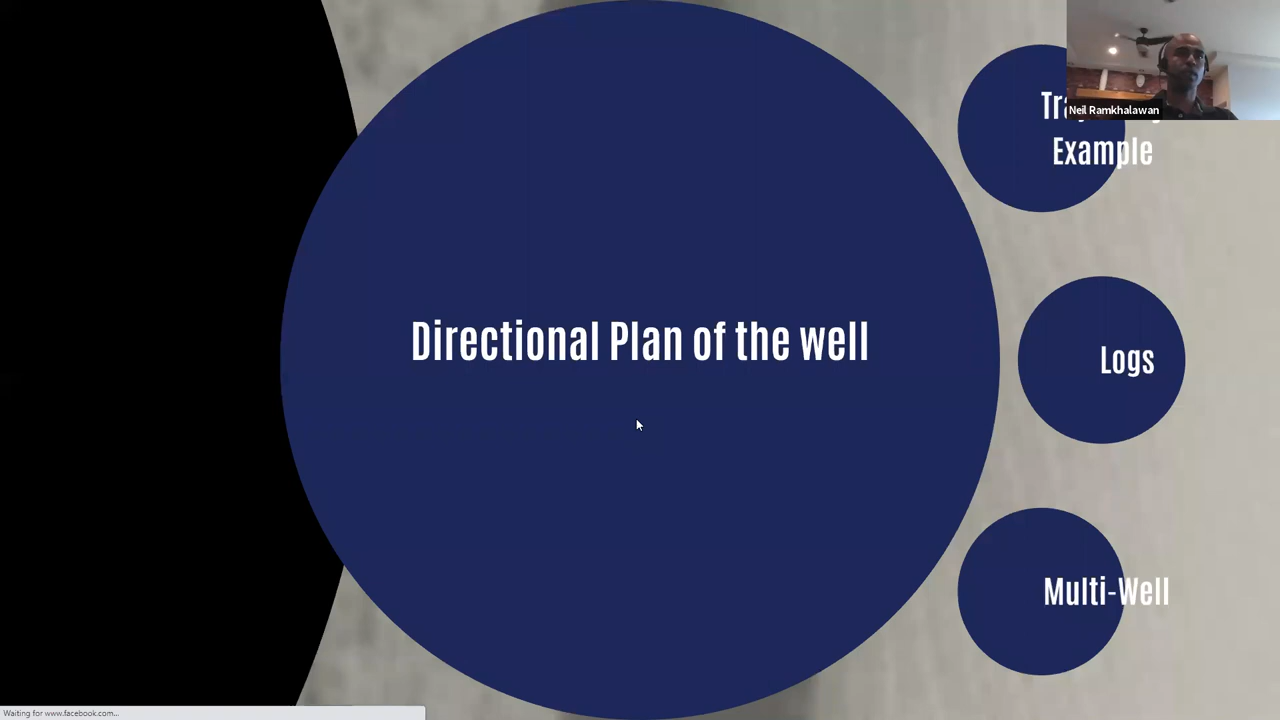 Neil Ramkhalawan
Example
Directional Plan of the well
Logs
Multi-Well
Waiting for www.facebook.com...